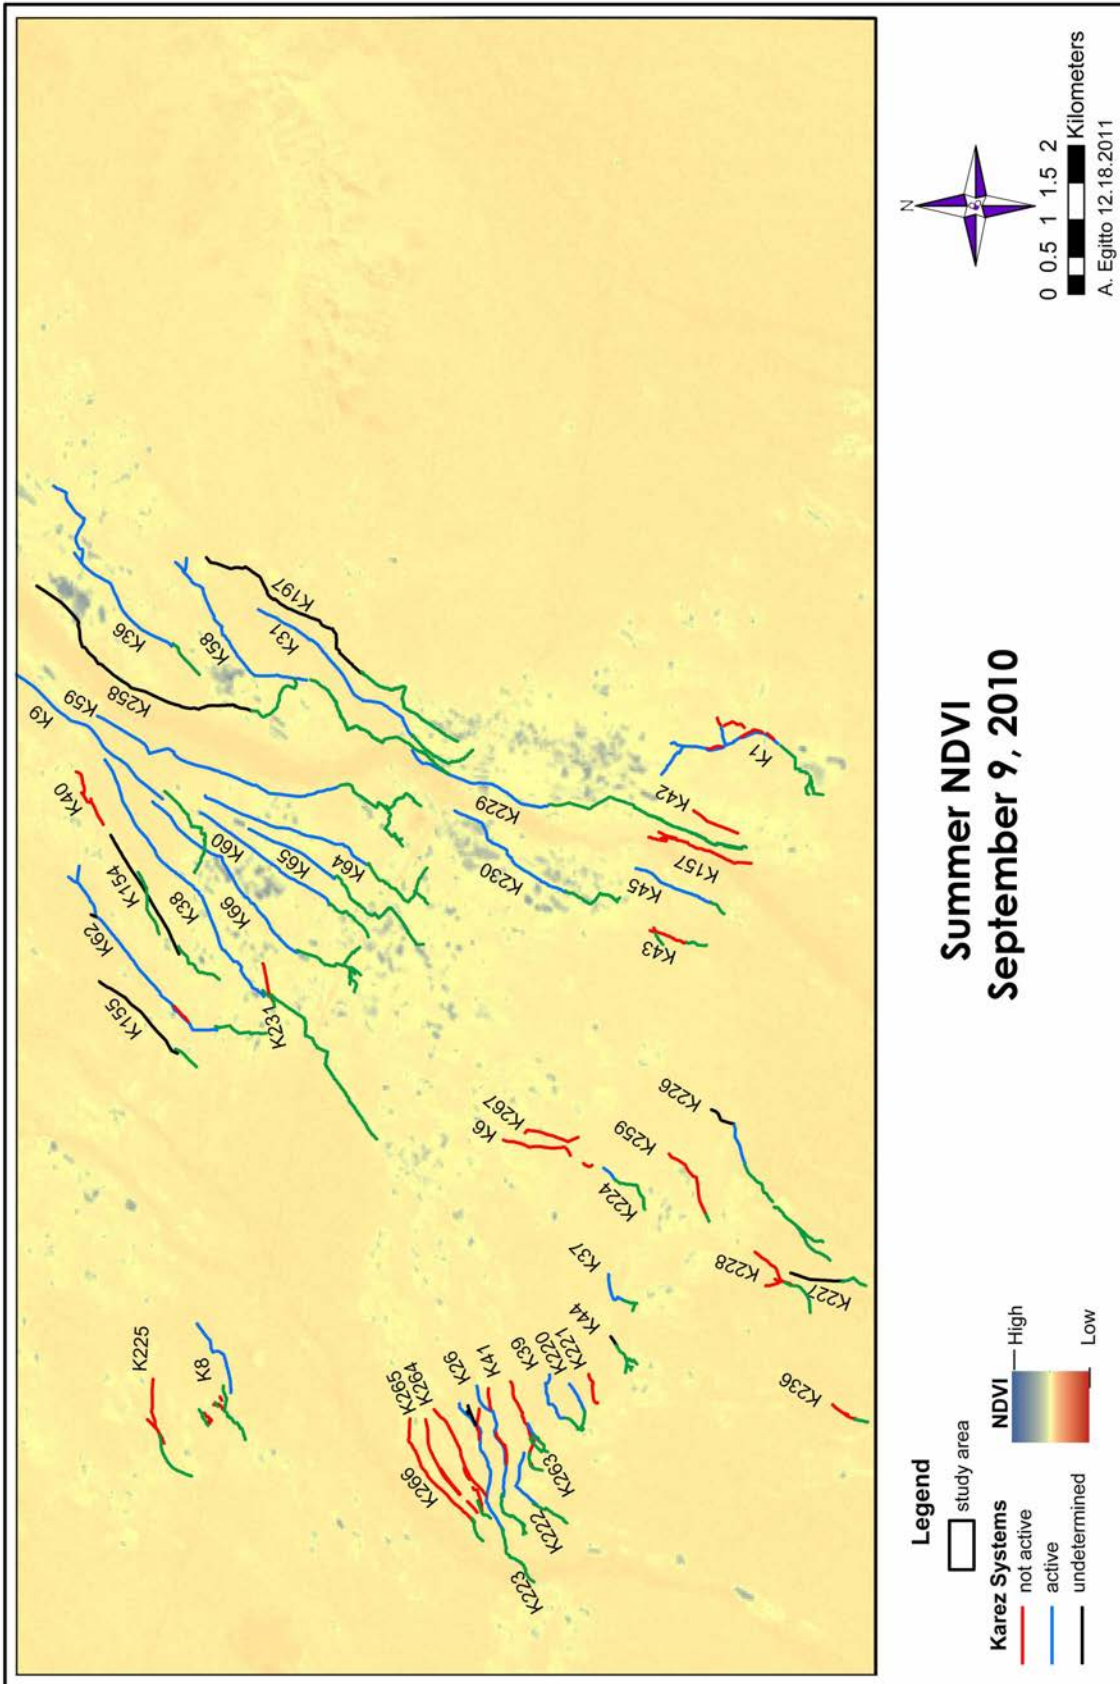 K9
K59
K36
K258
K58
K31
K197
K40
K154
K38
K60
K65
K64
K66
K62
K155
K231
K229
K230
K42
K157
K1
K45
K43
K225
K8
K6
K267
K226
K259
K224
K37
K44
K228
K227
K236
K265
K264
K266
K26
K41
K39
K220
K221
K263
K222
K223
Summer NDVI
September 9, 2010
Legend
study area
Karez Systems
not active
active
undetermined
NDVI
High
Low
N
0 0.5 1 1.5 2
Kilometers
A. Egitto 12.18.2011